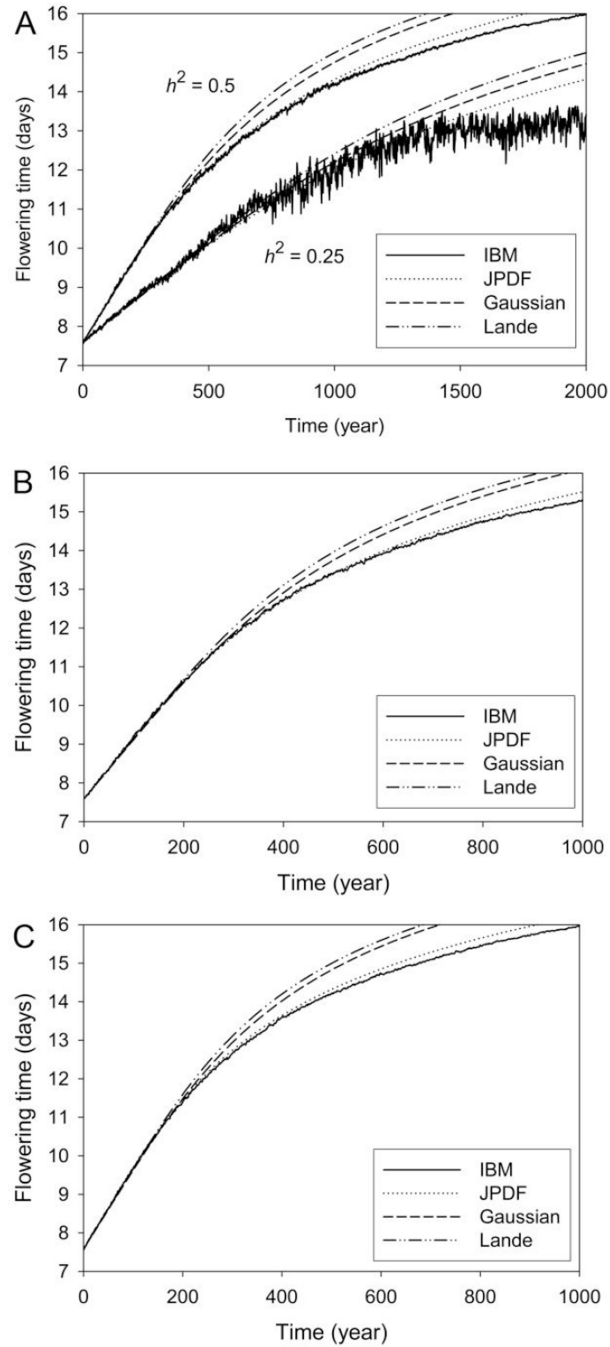 A
16
15
14
13
12
11
10
9
8
7
Flowering time (days)
h² = 0.5
h² = 0.25
IBM
JPDF
Gaussian
Lande
0 500 1000 1500 2000
Time (year)
B
16
15
14
13
12
11
10
9
8
7
Flowering time (days)
IBM
JPDF
Gaussian
Lande
0 200 400 600 800 1000
Time (year)
C
16
15
14
13
12
11
10
9
8
7
Flowering time (days)
IBM
JPDF
Gaussian
Lande
0 200 400 600 800 1000
Time (year)